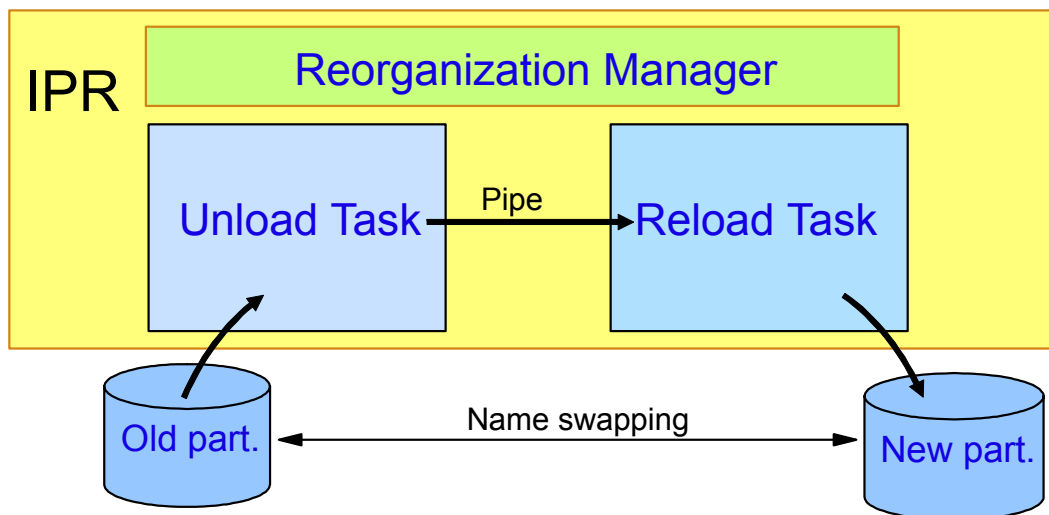 Reorganization Manager
IPR
Unload Task
Pipe
Reload Task
Old part.
Name swapping
New part.